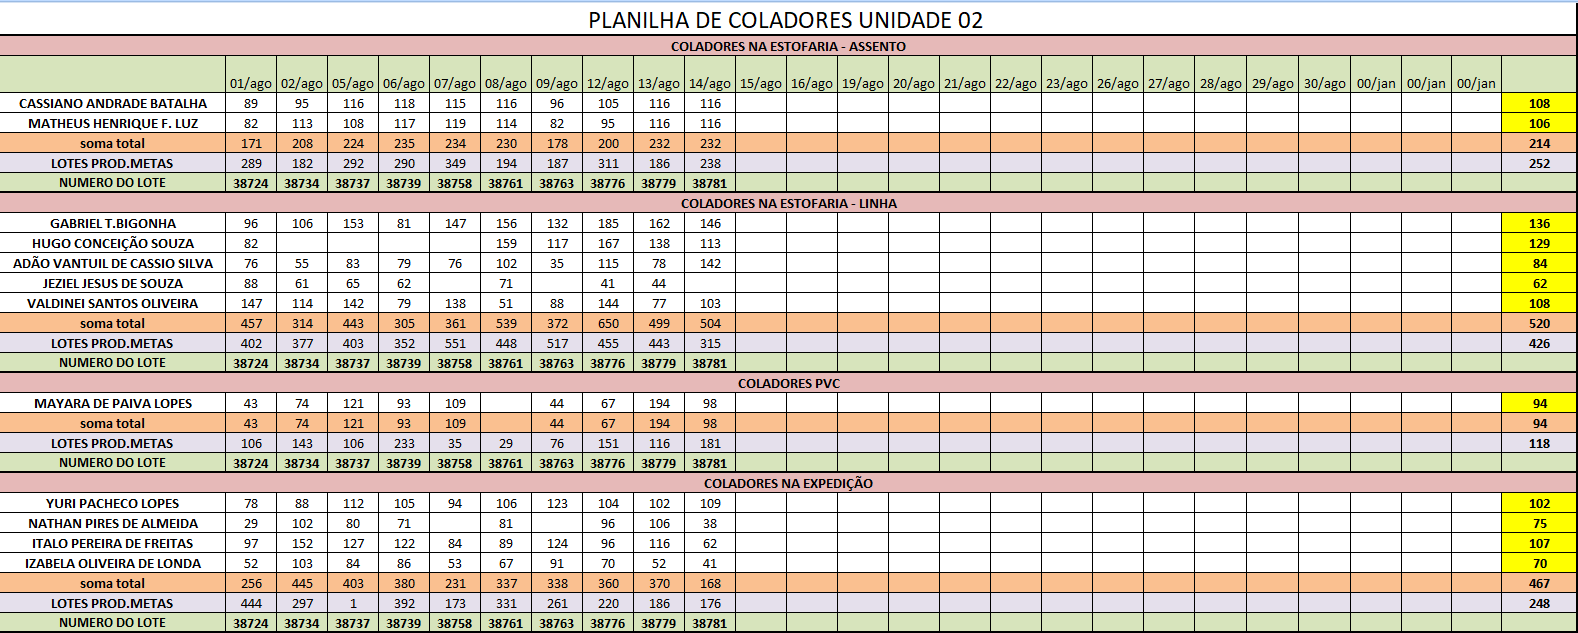 PLANILHA DE COLADORES UNIDADE 02
COLADORES NA ESTOFARIA - ASSENTO
01/ago 02/ago 05/ago 06/ago 07/ago 08/ago 09/ago 12/ago 13/ago 14/ago 15/ago 16/ago 19/ago 20/ago 21/ago 22/ago 23/ago 26/ago 27/ago 28/ago 29/ago 30/ago 00/jan 00/jan 00/jan
CASSIANO ANDRADE BATALHA 89 95 116 118 115 116 96 105 116 116 108
MATHEUS HENRIQUE F. LUZ 82 113 108 117 119 114 82 95 116 116 106
soma total 171 208 224 235 234 230 178 200 232 232 214
LOTES PROD.METAS 289 182 292 290 349 194 187 311 186 238 252
NUMERO DO LOTE 38724 38734 38737 38739 38758 38761 38763 38776 38779 38781
COLADORES NA ESTOFARIA - LINHA
GABRIEL T.BIGONHA 96 106 153 81 147 156 132 185 162 146 136
HUGO CONCEIÇÃO SOUZA 82 159 117 167 138 113 129
ADÃO VANTUIL DE CASSIO SILVA 76 55 83 79 76 102 35 115 78 142 84
JEZIEL JESUS DE SOUZA 88 61 65 62 71 41 44 62
VALDINEI SANTOS OLIVEIRA 147 114 142 79 138 51 88 144 77 103 108
soma total 457 314 443 305 361 539 372 650 499 504 520
LOTES PROD.METAS 402 377 403 352 551 448 517 455 443 315 426
NUMERO DO LOTE 38724 38734 38737 38739 38758 38761 38763 38776 38779 38781
COLADORES PVC
MAYARA DE PAIVA LOPES 43 74 121 93 109 44 67 194 98 94
soma total 43 74 121 93 109 44 67 194 98 94
LOTES PROD.METAS 106 143 106 233 35 29 76 151 116 181 118
NUMERO DO LOTE 38724 38734 38737 38739 38758 38761 38763 38776 38779 38781
COLADORES NA EXPEDIÇÃO
YURI PACHECO LOPES 78 88 112 105 94 106 123 104 102 109 102
NATHAN PIRES DE ALMEIDA 29 102 80 71 81 96 106 38 75
ITALO PEREIRA DE FREITAS 97 152 127 122 84 89 124 96 116 62 107
IZABELA OLIVEIRA DE LONDA 52 103 84 86 53 67 91 70 52 41 70
soma total 256 445 403 380 231 337 338 360 370 168 467
LOTES PROD.METAS 444 297 1 392 173 331 261 220 186 176 248
NUMERO DO LOTE 38724 38734 38737 38739 38758 38761 38763 38776 38779 38781